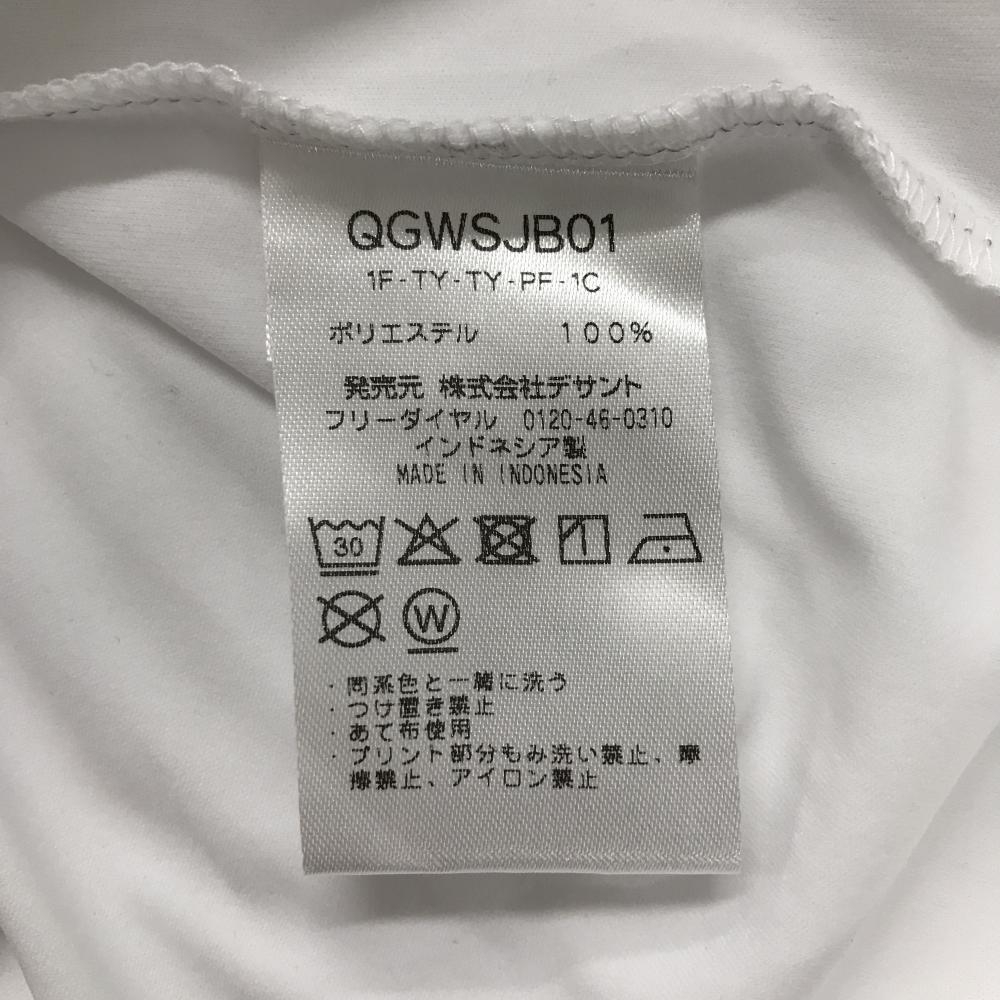 QGWSJB01
1F-TY-TY-PF-1C
ポリエステル 100%
発売元 株式会社デサント
フリーダイヤル 0120-46-0310
インドネシア製
MADE IN INDONESIA
30
W
・同系色と一緒に洗う
・つけ置き禁止
・あて布使用
・プリント部分もみ洗い禁止、摩
擦禁止、アイロン禁止